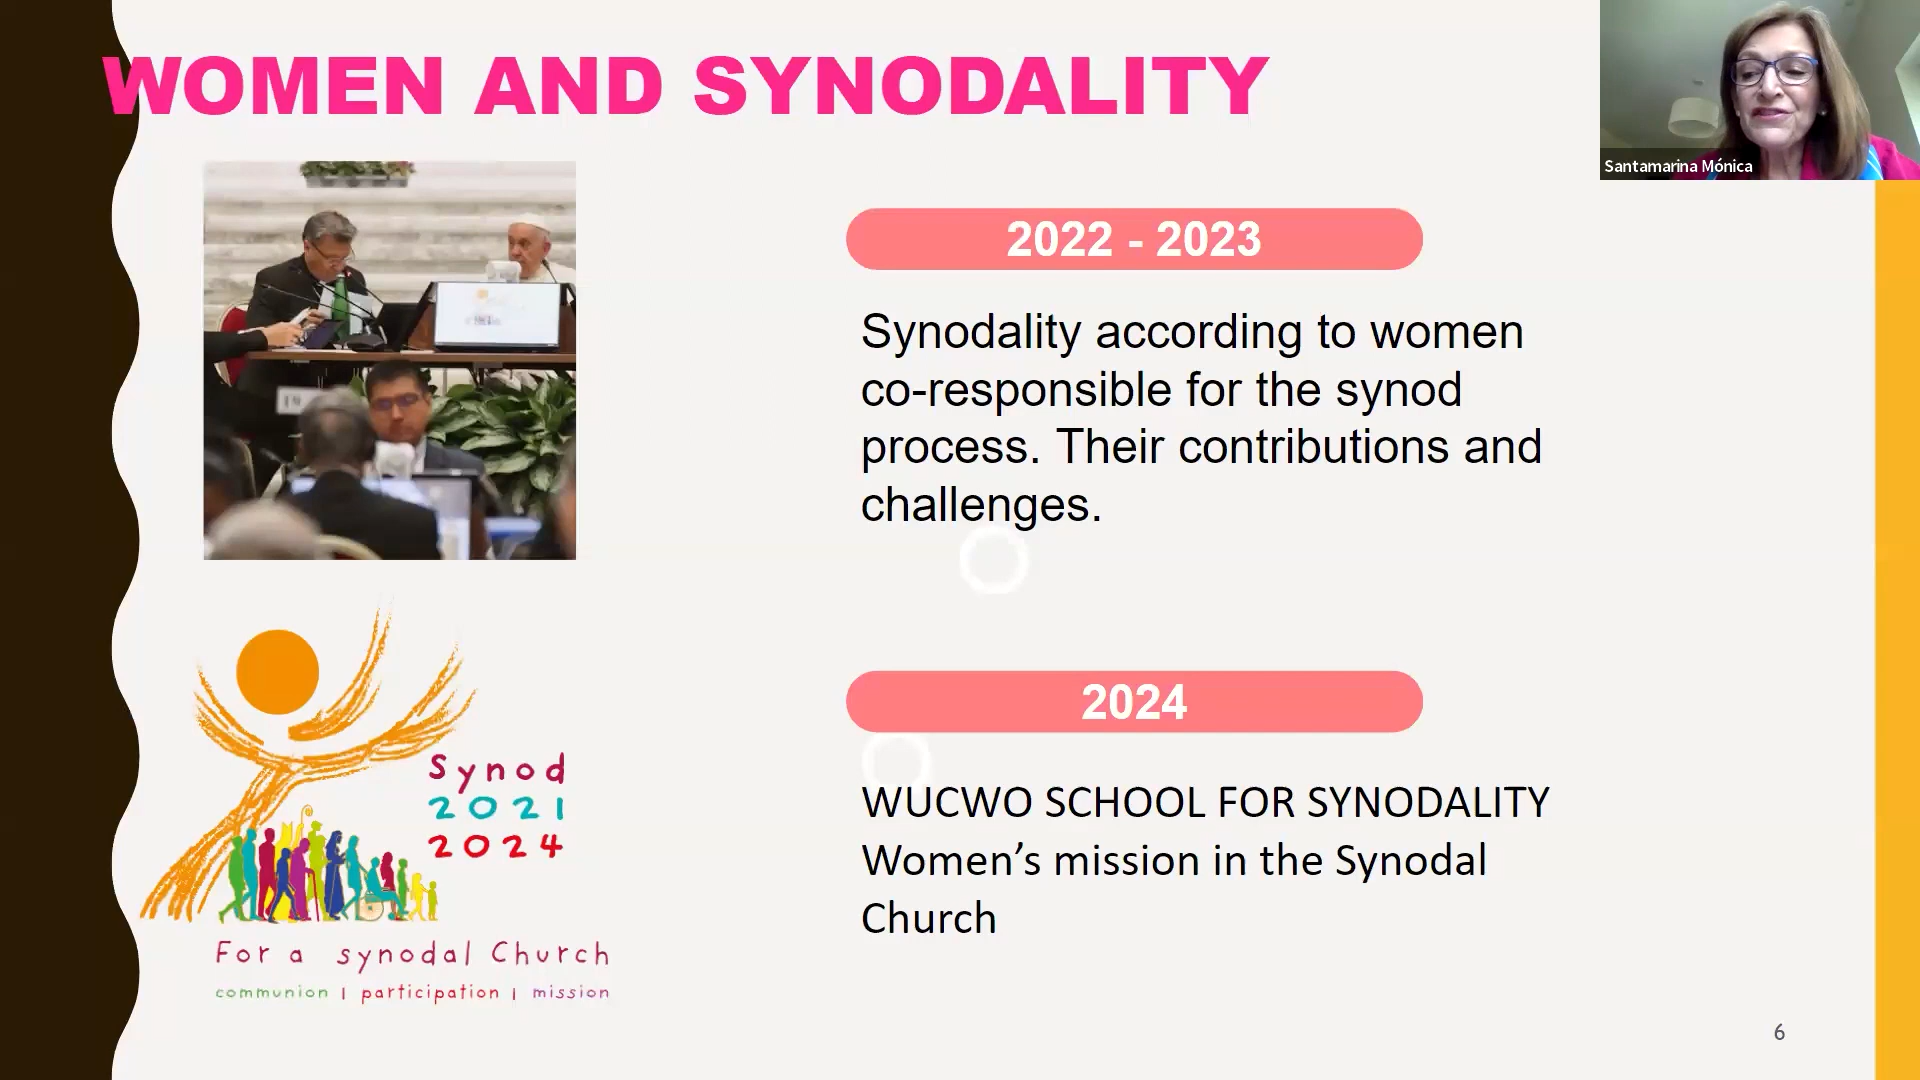 WOMEN AND SYNODALITY
Santamarina Mónica
2022 - 2023
Synodality according to women
co-responsible for the synod
process. Their contributions and
challenges.
Synod
2021
2024
For a synodal Church
communion | participation | mission
2024
WUCWO SCHOOL FOR SYNODALITY
Women’s mission in the Synodal
Church
6